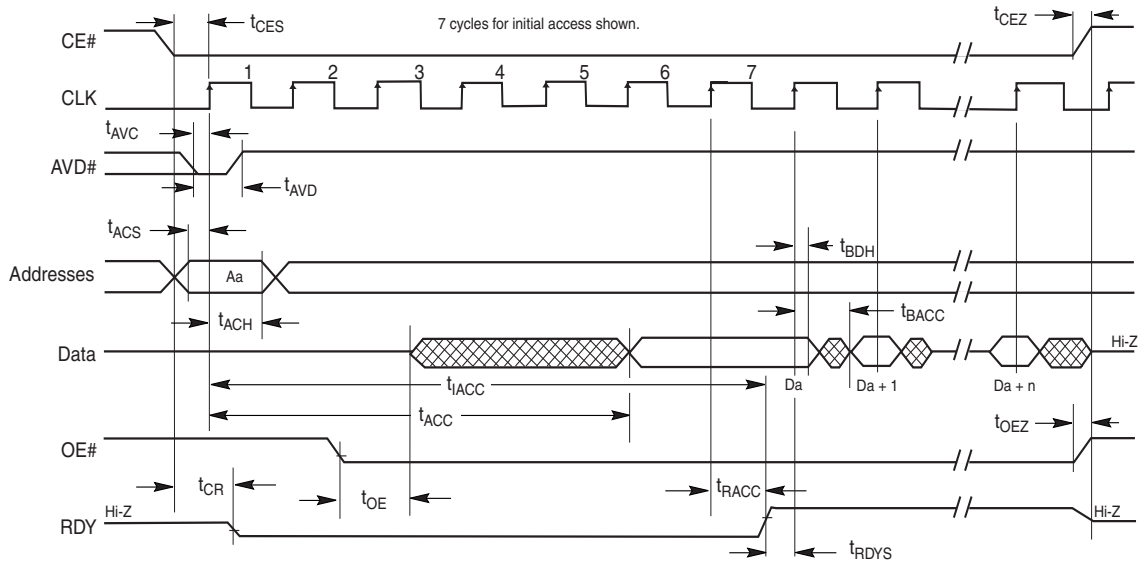 7 cycles for initial access shown.
tCES
tCEZ
CE#
1 2 3 4 5 6 7
CLK
tAVC
AVD#
tAVD
tACS
tBDH
Addresses
Aa
tACH
tBACC
Data
Hi-Z
tIACC
Da
Da + 1
Da + n
tACC
OE#
tOEZ
tCR
tOE
tRACC
Hi-Z
RDY
Hi-Z
tRDYS